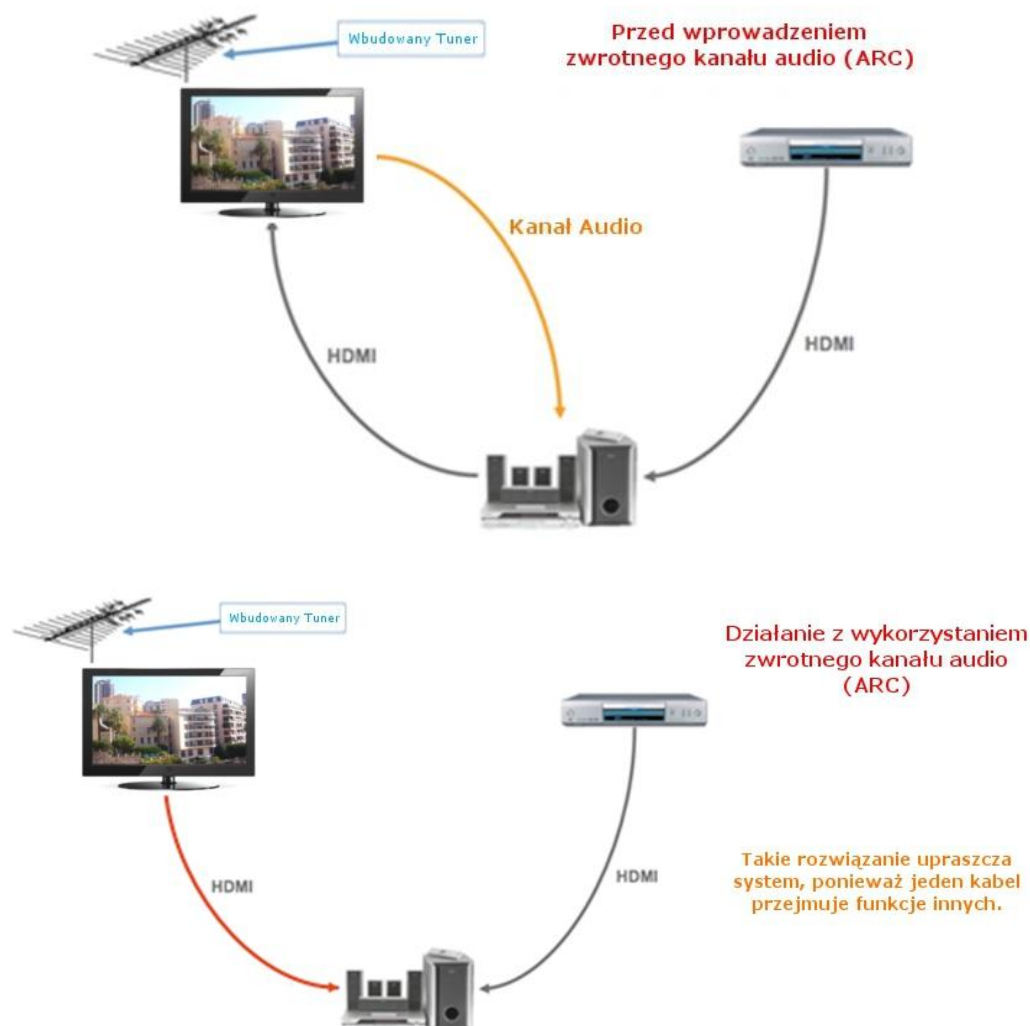 Wbudowany Tuner
Przed wprowadzeniem
zwrotnego kanału audio (ARC)
Kanał Audio
HDMI
HDMI
Wbudowany Tuner
Działanie z wykorzystaniem
zwrotnego kanału audio
(ARC)
HDMI
HDMI
Takie rozwiązanie upraszcza
system, ponieważ jeden kabel
przejmuje funkcje innych.